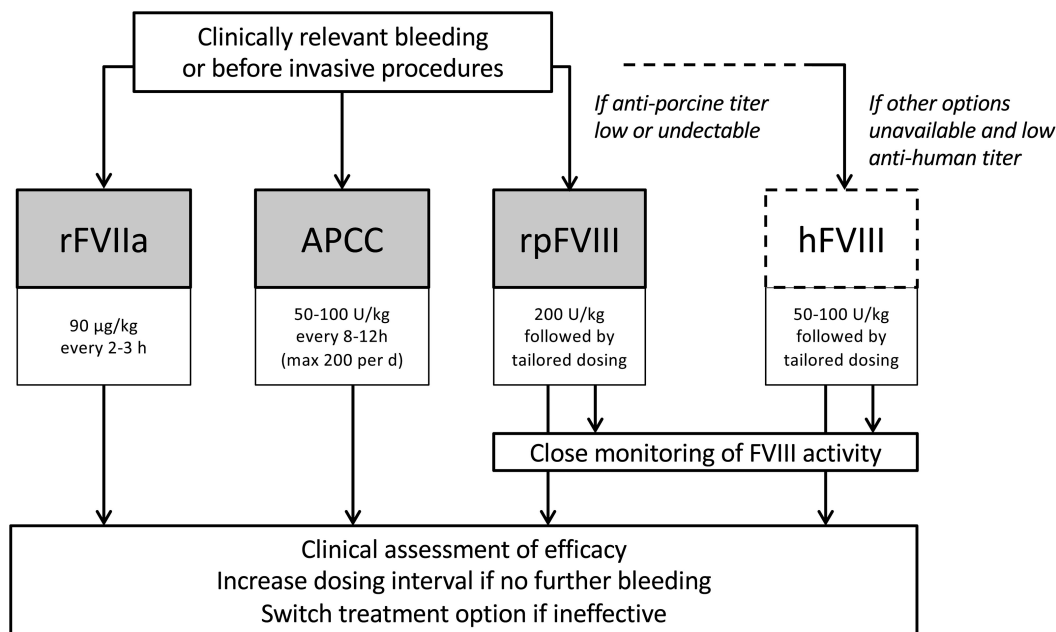 Clinically relevant bleeding
or before invasive procedures
If anti-porcine titer
low or undectable
If other options
unavailable and low
anti-human titer
rFVIIa
90 µg/kg
every 2-3 h
APCC
50-100 U/kg
every 8-12h
(max 200 per d)
rpFVIII
200 U/kg
followed by
tailored dosing
hFVIII
50-100 U/kg
followed by
tailored dosing
Close monitoring of FVIII activity
Clinical assessment of efficacy
Increase dosing interval if no further bleeding
Switch treatment option if ineffective